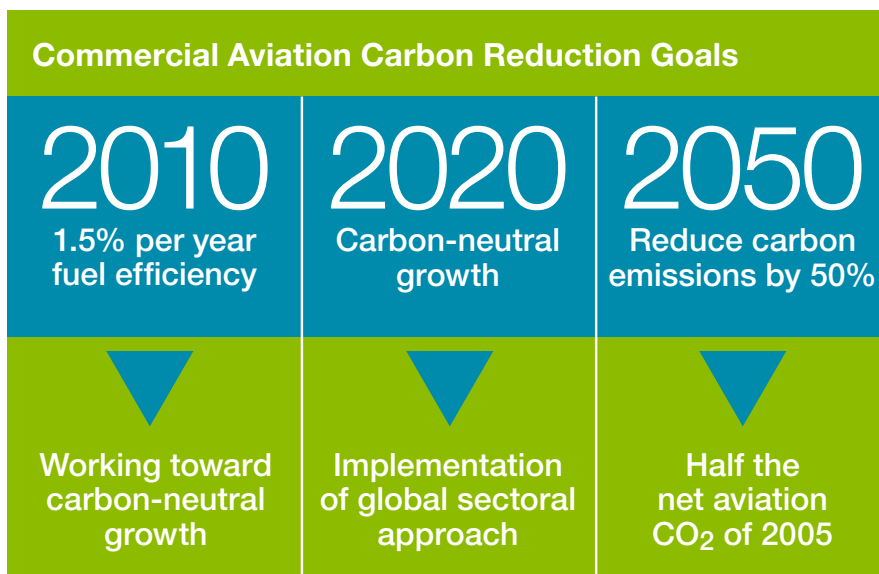 Commercial Aviation Carbon Reduction Goals
2010
1.5% per year
fuel efficiency
Working toward
carbon-neutral
growth
2020
Carbon-neutral
growth
Implementation
of global sectoral
approach
2050
Reduce carbon
emissions by 50%
Half the
net aviation
CO₂ of 2005